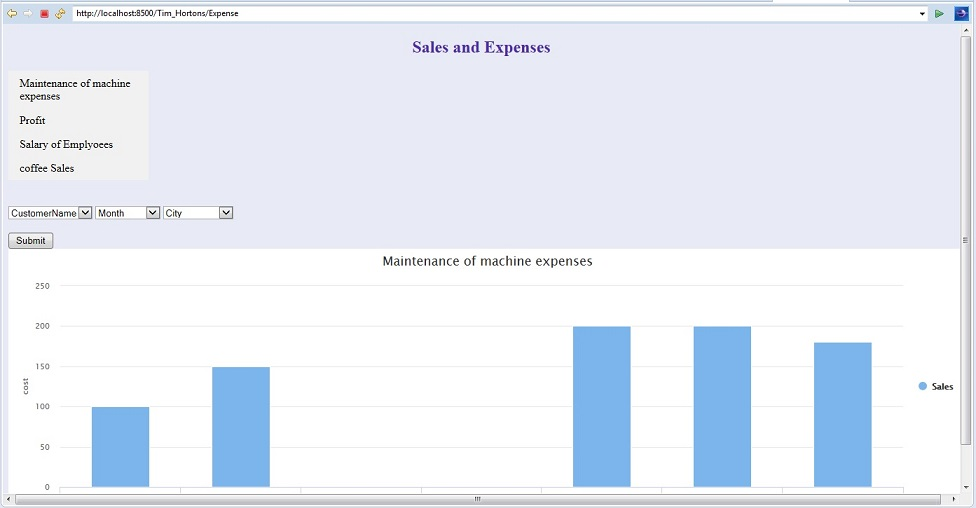 http://localhost:8500/Tim_Hortons/Expense
Sales and Expenses
Maintenance of machine
expenses
Profit
Salary of Emplyoees
coffee Sales
CustomerName Month City
Submit
Maintenance of machine expenses
250
200
150
100
50
0
cost
Sales